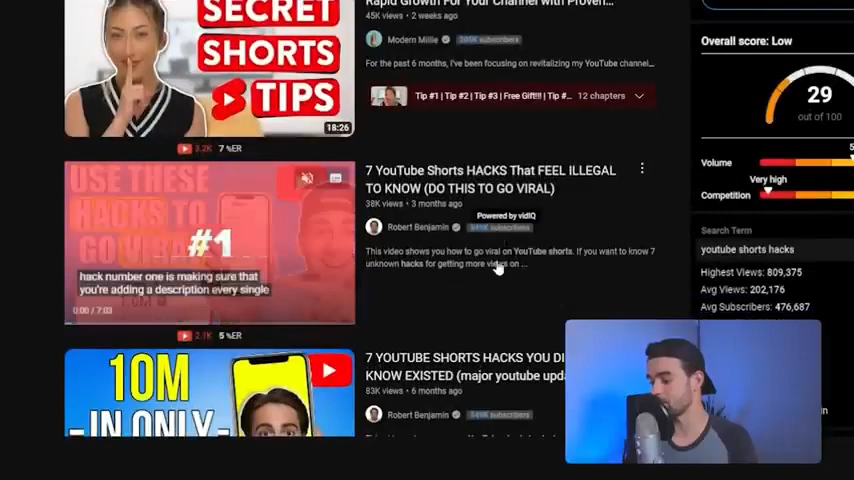 SECRET
SHORTS
TIPS
18:26
3.2K 7 %ER
Rapid Growth For Your Channel with Proven...
45K views • 2 weeks ago
Modern Millie
subscribers
For the past 6 months, I've been focusing on revitalizing my YouTube channel...
Tip #1 | Tip #2 | Tip #3 | Free Gift!!! | Tip #... 12 chapters
USE THESE
HACKS TO
GO VIRAL
#1
hack number one is making sure that
you're adding a description every single
0:00 / 7:03
2.1K 5 %ER
7 YouTube Shorts HACKS That FEEL ILLEGAL
TO KNOW (DO THIS TO GO VIRAL)
38K views • 3 months ago
Powered by vidIQ
Robert Benjamin
subscribers
This video shows you how to go viral on YouTube shorts. If you want to know 7
unknown hacks for getting more views on ...
10M
-IN ONLY-
7 YOUTUBE SHORTS HACKS YOU DI
KNOW EXISTED (major youtube upda
83K views • 6 months ago
Robert Benjamin
subscribers
Overall score: Low
29
out of 100
Volume
Very high
Competition
Search Term
youtube shorts hacks
Highest Views: 809,375
Avg Views: 202,176
Avg Subscribers: 476,687